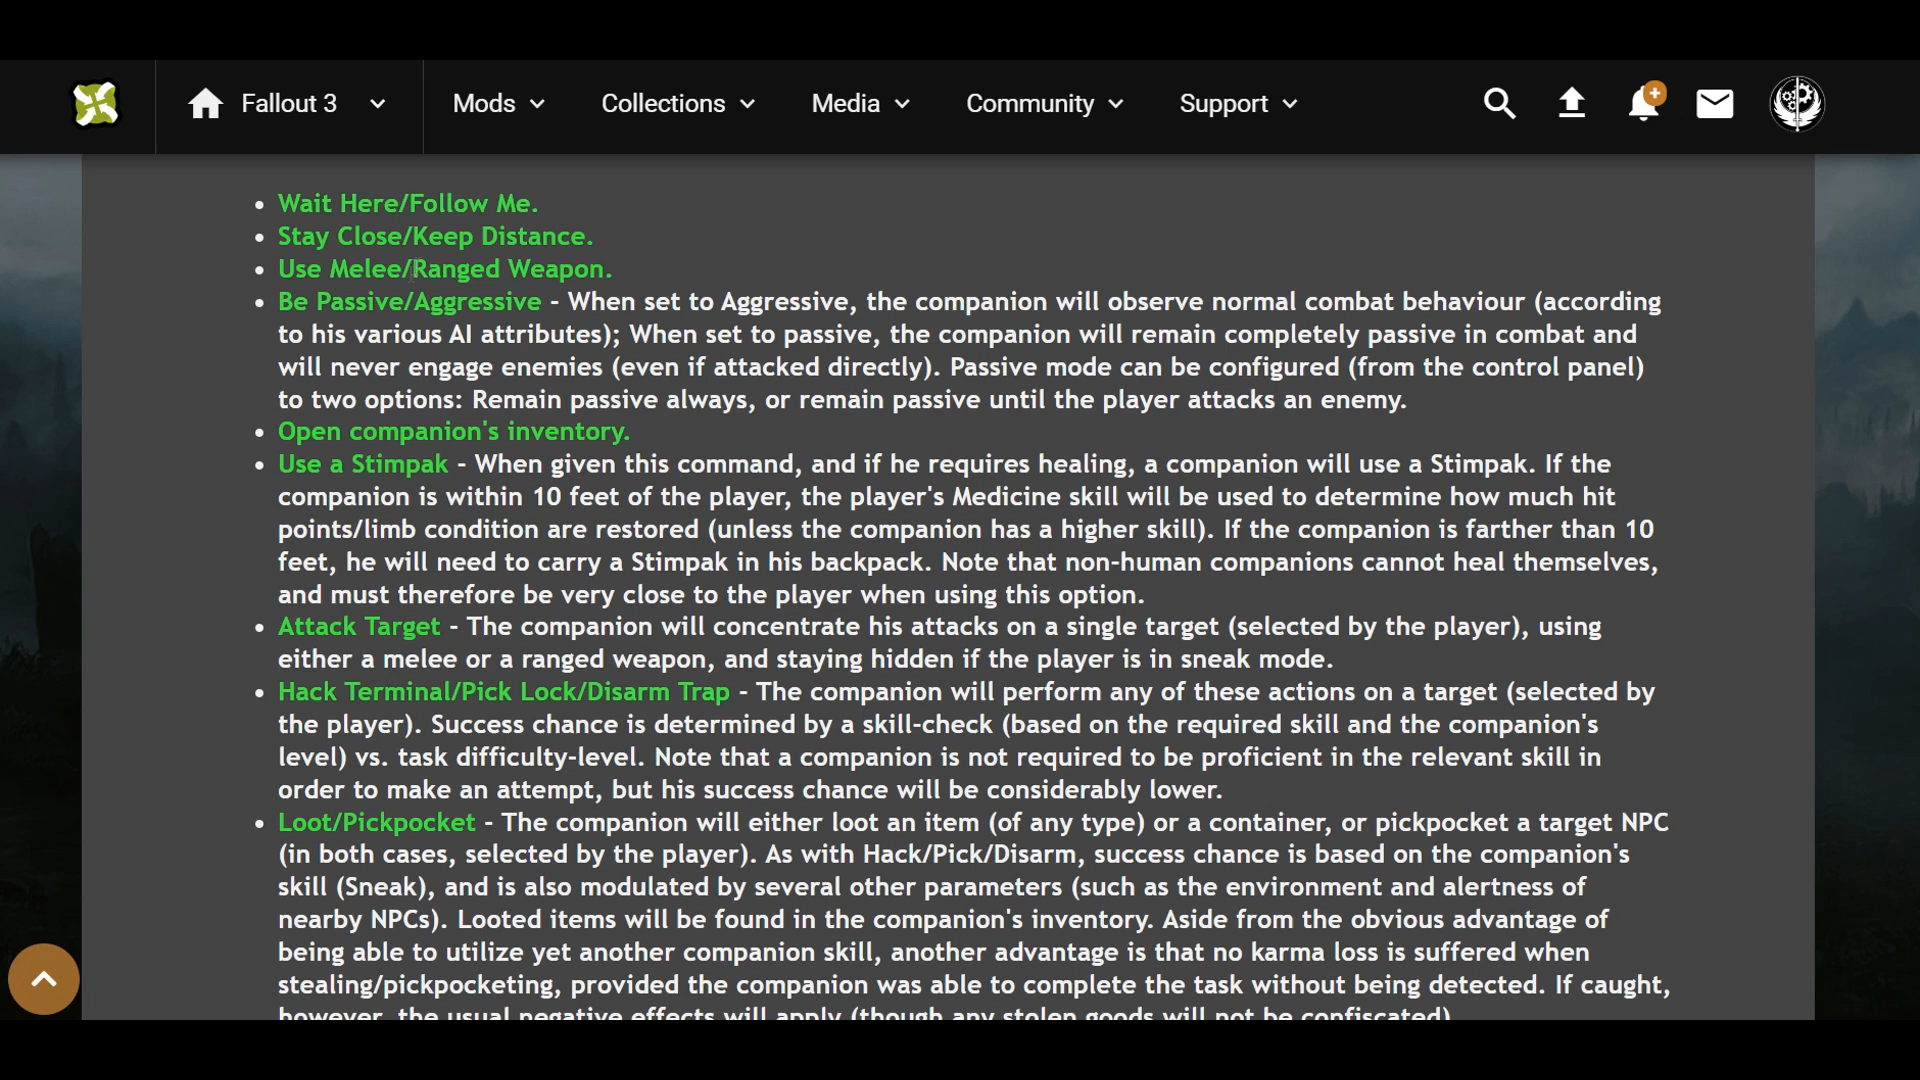 Fallout 3 Mods Collections Media Community Support
Wait Here/Follow Me.
Stay Close/Keep Distance.
Use Melee/Ranged Weapon.
Be Passive/Aggressive - When set to Aggressive, the companion will observe normal combat behaviour (according
to his various AI attributes); When set to passive, the companion will remain completely passive in combat and
will never engage enemies (even if attacked directly). Passive mode can be configured (from the control panel)
to two options: Remain passive always, or remain passive until the player attacks an enemy.
Open companion's inventory.
Use a Stimpak - When given this command, and if he requires healing, a companion will use a Stimpak. If the
companion is within 10 feet of the player, the player's Medicine skill will be used to determine how much hit
points/limb condition are restored (unless the companion has a higher skill). If the companion is farther than 10
feet, he will need to carry a Stimpak in his backpack. Note that non-human companions cannot heal themselves,
and must therefore be very close to the player when using this option.
Attack Target - The companion will concentrate his attacks on a single target (selected by the player), using
either a melee or a ranged weapon, and staying hidden if the player is in sneak mode.
Hack Terminal/Pick Lock/Disarm Trap - The companion will perform any of these actions on a target (selected by
the player). Success chance is determined by a skill-check (based on the required skill and the companion's
level) vs. task difficulty-level. Note that a companion is not required to be proficient in the relevant skill in
order to make an attempt, but his success chance will be considerably lower.
Loot/Pickpocket - The companion will either loot an item (of any type) or a container, or pickpocket a target NPC
(in both cases, selected by the player). As with Hack/Pick/Disarm, success chance is based on the companion's
skill (Sneak), and is also modulated by several other parameters (such as the environment and alertness of
nearby NPCs). Looted items will be found in the companion's inventory. Aside from the obvious advantage of
being able to utilize yet another companion skill, another advantage is that no karma loss is suffered when
stealing/pickpocketing, provided the companion was able to complete the task without being detected. If caught,
however, the usual negative effects will apply (though any stolen goods will not be confiscated).